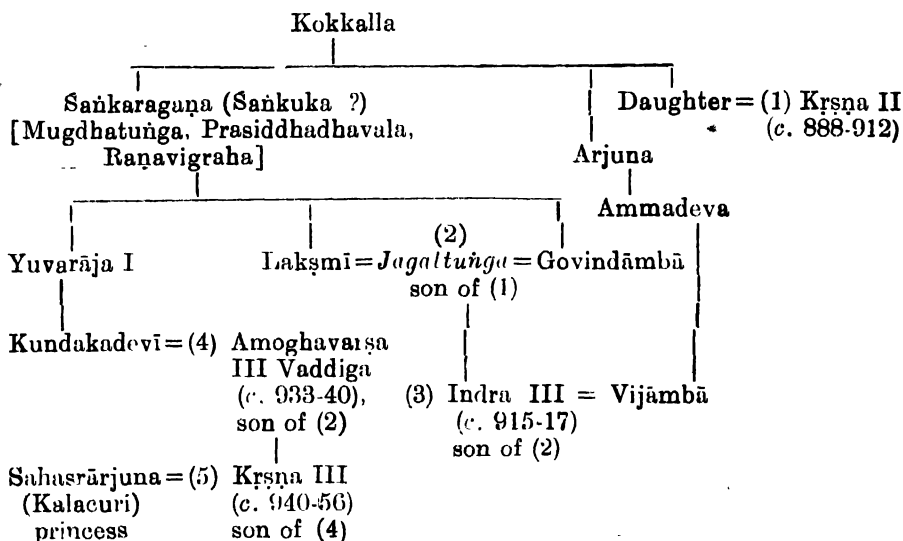 Kokkalla
Śaṅkaragaṇa (Śaṅkuka ?)
[Mugdhatuṅga, Prasiddhadhavala,
Raṇavigraha]
Daughter = (1) Kṛṣṇa II
(c. 888-912)
Arjuna
Ammadeva
Yuvarāja I
(2)
Lakṣmī = Jagattuṅga = Govindāmbā
son of (1)
Kundakadevī = (4) Amoghavarṣa
III Vaddiga
(c. 933-40),
son of (2)
(3) Indra III = Vijāmbā
(c. 915-17)
son of (2)
Sahasrārjuna = (5) Kṛṣṇa III
(Kalacuri) (c. 940-56)
princess son of (4)